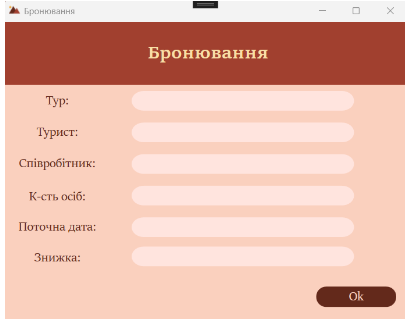 Бронювання
Бронювання
Тур:
Турист:
Співробітник:
К-сть осіб:
Поточна дата:
Знижка:
Ok